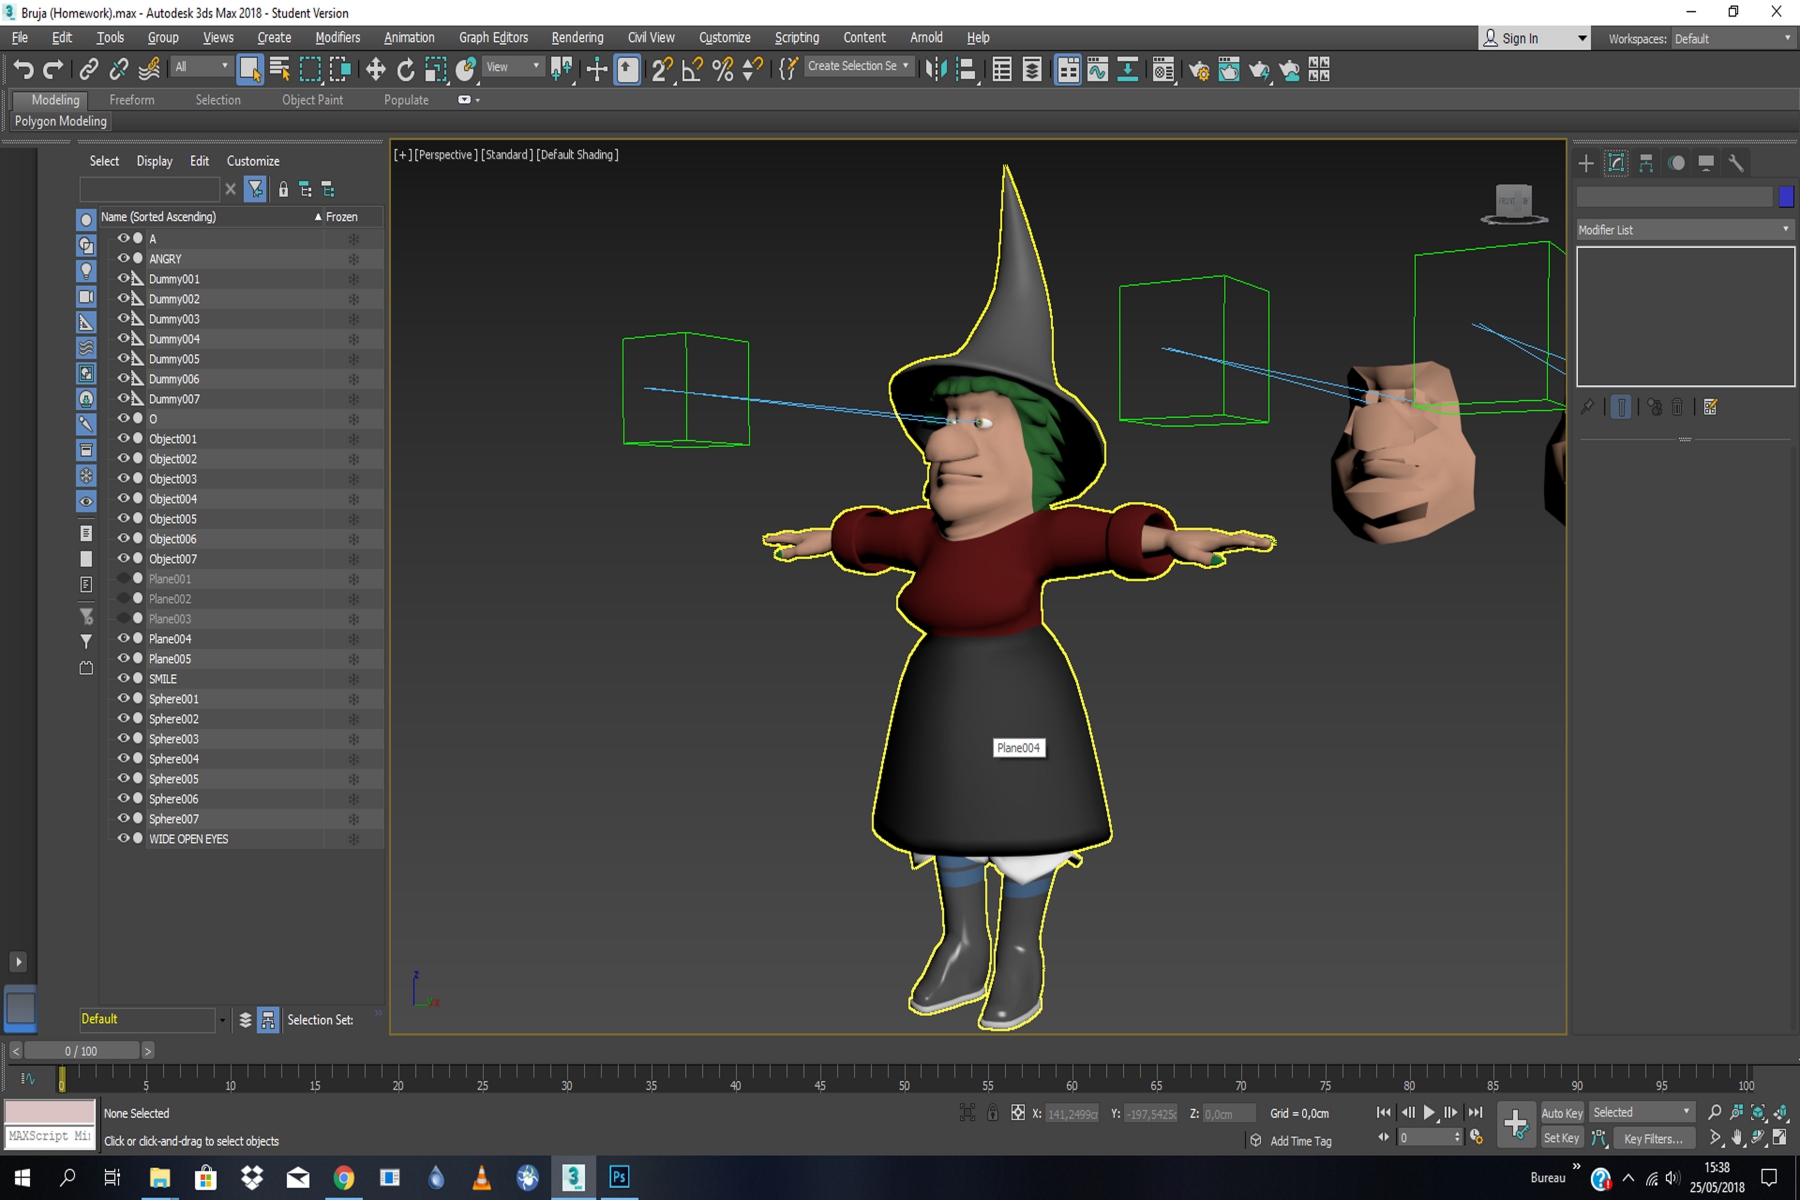 Bruja (Homework).max - Autodesk 3ds Max 2018 - Student Version
File Edit Tools Group Views Create Modifiers Animation Graph Editors Rendering Civil View Customize Scripting Content Arnold Help
Sign In Workspaces: Default
All View Create Selection Se
Modeling Freeform Selection Object Paint Populate
Polygon Modeling
Select Display Edit Customize
[+] [Perspective ] [Standard ] [Default Shading ]
Name (Sorted Ascending) Frozen
Modifier List
A
ANGRY
Dummy001
Dummy002
Dummy003
Dummy004
Dummy005
Dummy006
Dummy007
O
Object001
Object002
Object003
Object004
Object005
Object006
Object007
Plane001
Plane002
Plane003
Plane004
Plane005
SMILE
Sphere001
Sphere002
Sphere003
Sphere004
Sphere005
Sphere006
Sphere007
WIDE OPEN EYES
FRONT
Plane004
z
x
Default Selection Set:
0 / 100
0 5 10 15 20 25 30 35 40 45 50 55 60 65 70 75 80 85 90 95 100
None Selected
X: 141,2499c Y: -197,5425c Z: 0,0cm Grid = 0,0cm
Auto Key Selected
MAXScript Mi
Click or click-and-drag to select objects
Add Time Tag
0
Set Key Key Filters...
3 Ps
Bureau
15:38
25/05/2018